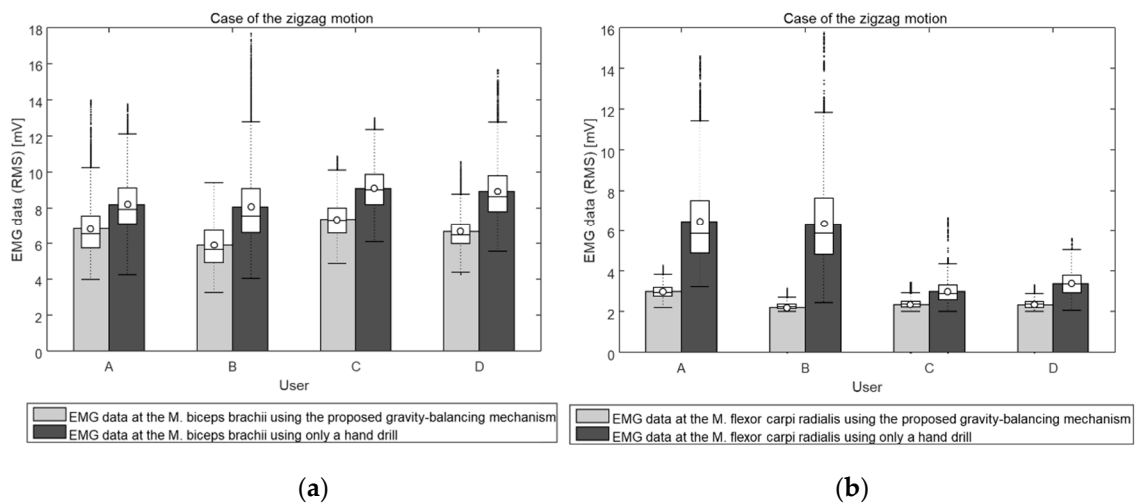 Case of the zigzag motion
EMG data (RMS) [mV]
18
16
14
12
10
8
6
4
2
0
A B C D
User
EMG data at the M. biceps brachii using the proposed gravity-balancing mechanism
EMG data at the M. biceps brachii using only a hand drill
(a)
Case of the zigzag motion
EMG data (RMS) [mV]
16
14
12
10
8
6
4
2
0
A B C D
User
EMG data at the M. flexor carpi radialis using the proposed gravity-balancing mechanism
EMG data at the M. flexor carpi radialis using only a hand drill
(b)